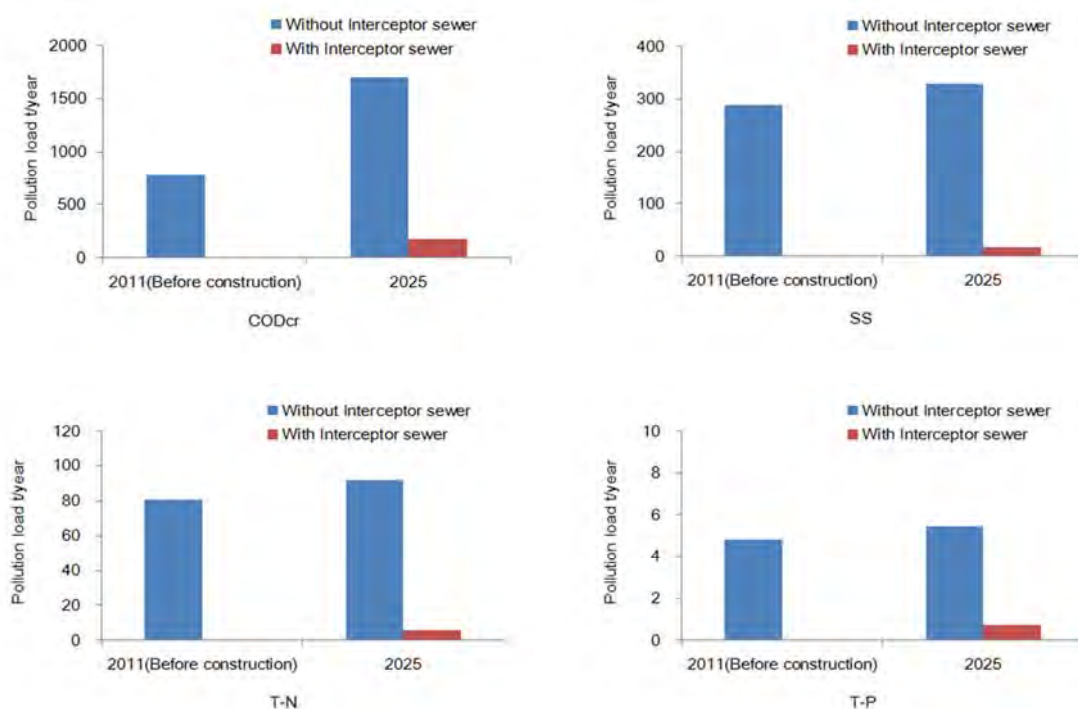 Without Interceptor sewer
With Interceptor sewer
Pollution load t/year
2000
1500
1000
500
0
2011(Before construction)
2025
CODcr
Without Interceptor sewer
With Interceptor sewer
Pollution load t/year
400
300
200
100
0
2011(Before construction)
2025
SS
Without Interceptor sewer
With Interceptor sewer
Pollution load t/year
120
100
80
60
40
20
0
2011(Before construction)
2025
T-N
Without Interceptor sewer
With Interceptor sewer
Pollution load t/year
10
8
6
4
2
0
2011(Before construction)
2025
T-P